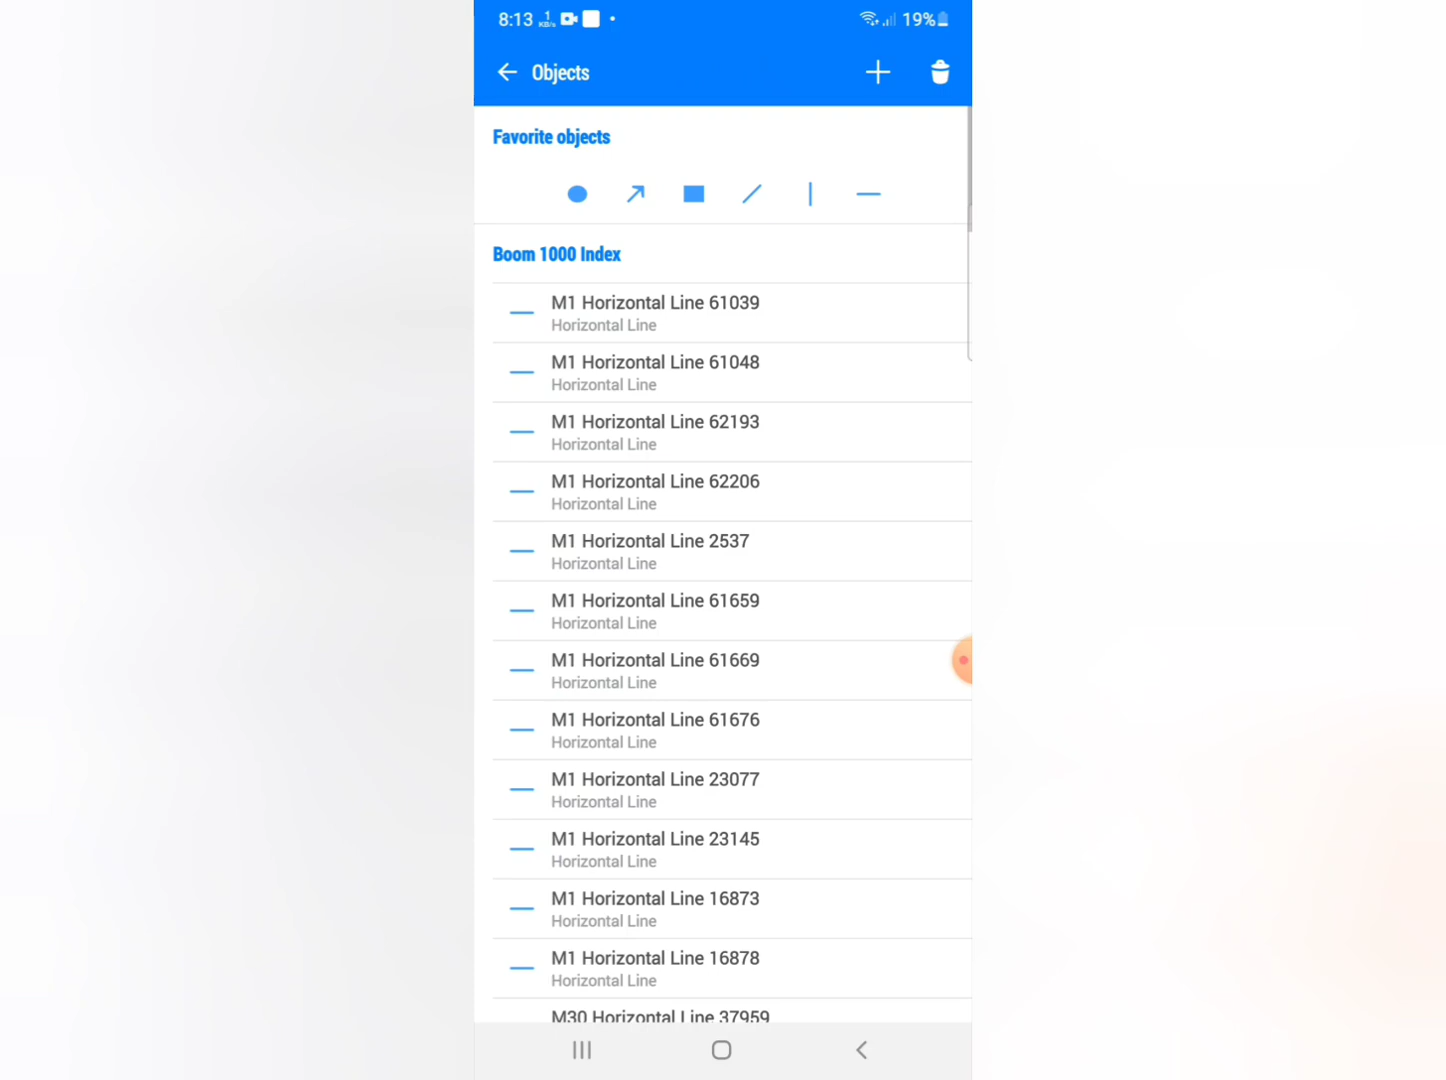 8:13 1 KB/s 19%
Objects
Favorite objects
Boom 1000 Index
M1 Horizontal Line 61039
Horizontal Line
M1 Horizontal Line 61048
Horizontal Line
M1 Horizontal Line 62193
Horizontal Line
M1 Horizontal Line 62206
Horizontal Line
M1 Horizontal Line 2537
Horizontal Line
M1 Horizontal Line 61659
Horizontal Line
M1 Horizontal Line 61669
Horizontal Line
M1 Horizontal Line 61676
Horizontal Line
M1 Horizontal Line 23077
Horizontal Line
M1 Horizontal Line 23145
Horizontal Line
M1 Horizontal Line 16873
Horizontal Line
M1 Horizontal Line 16878
Horizontal Line
M30 Horizontal Line 37959